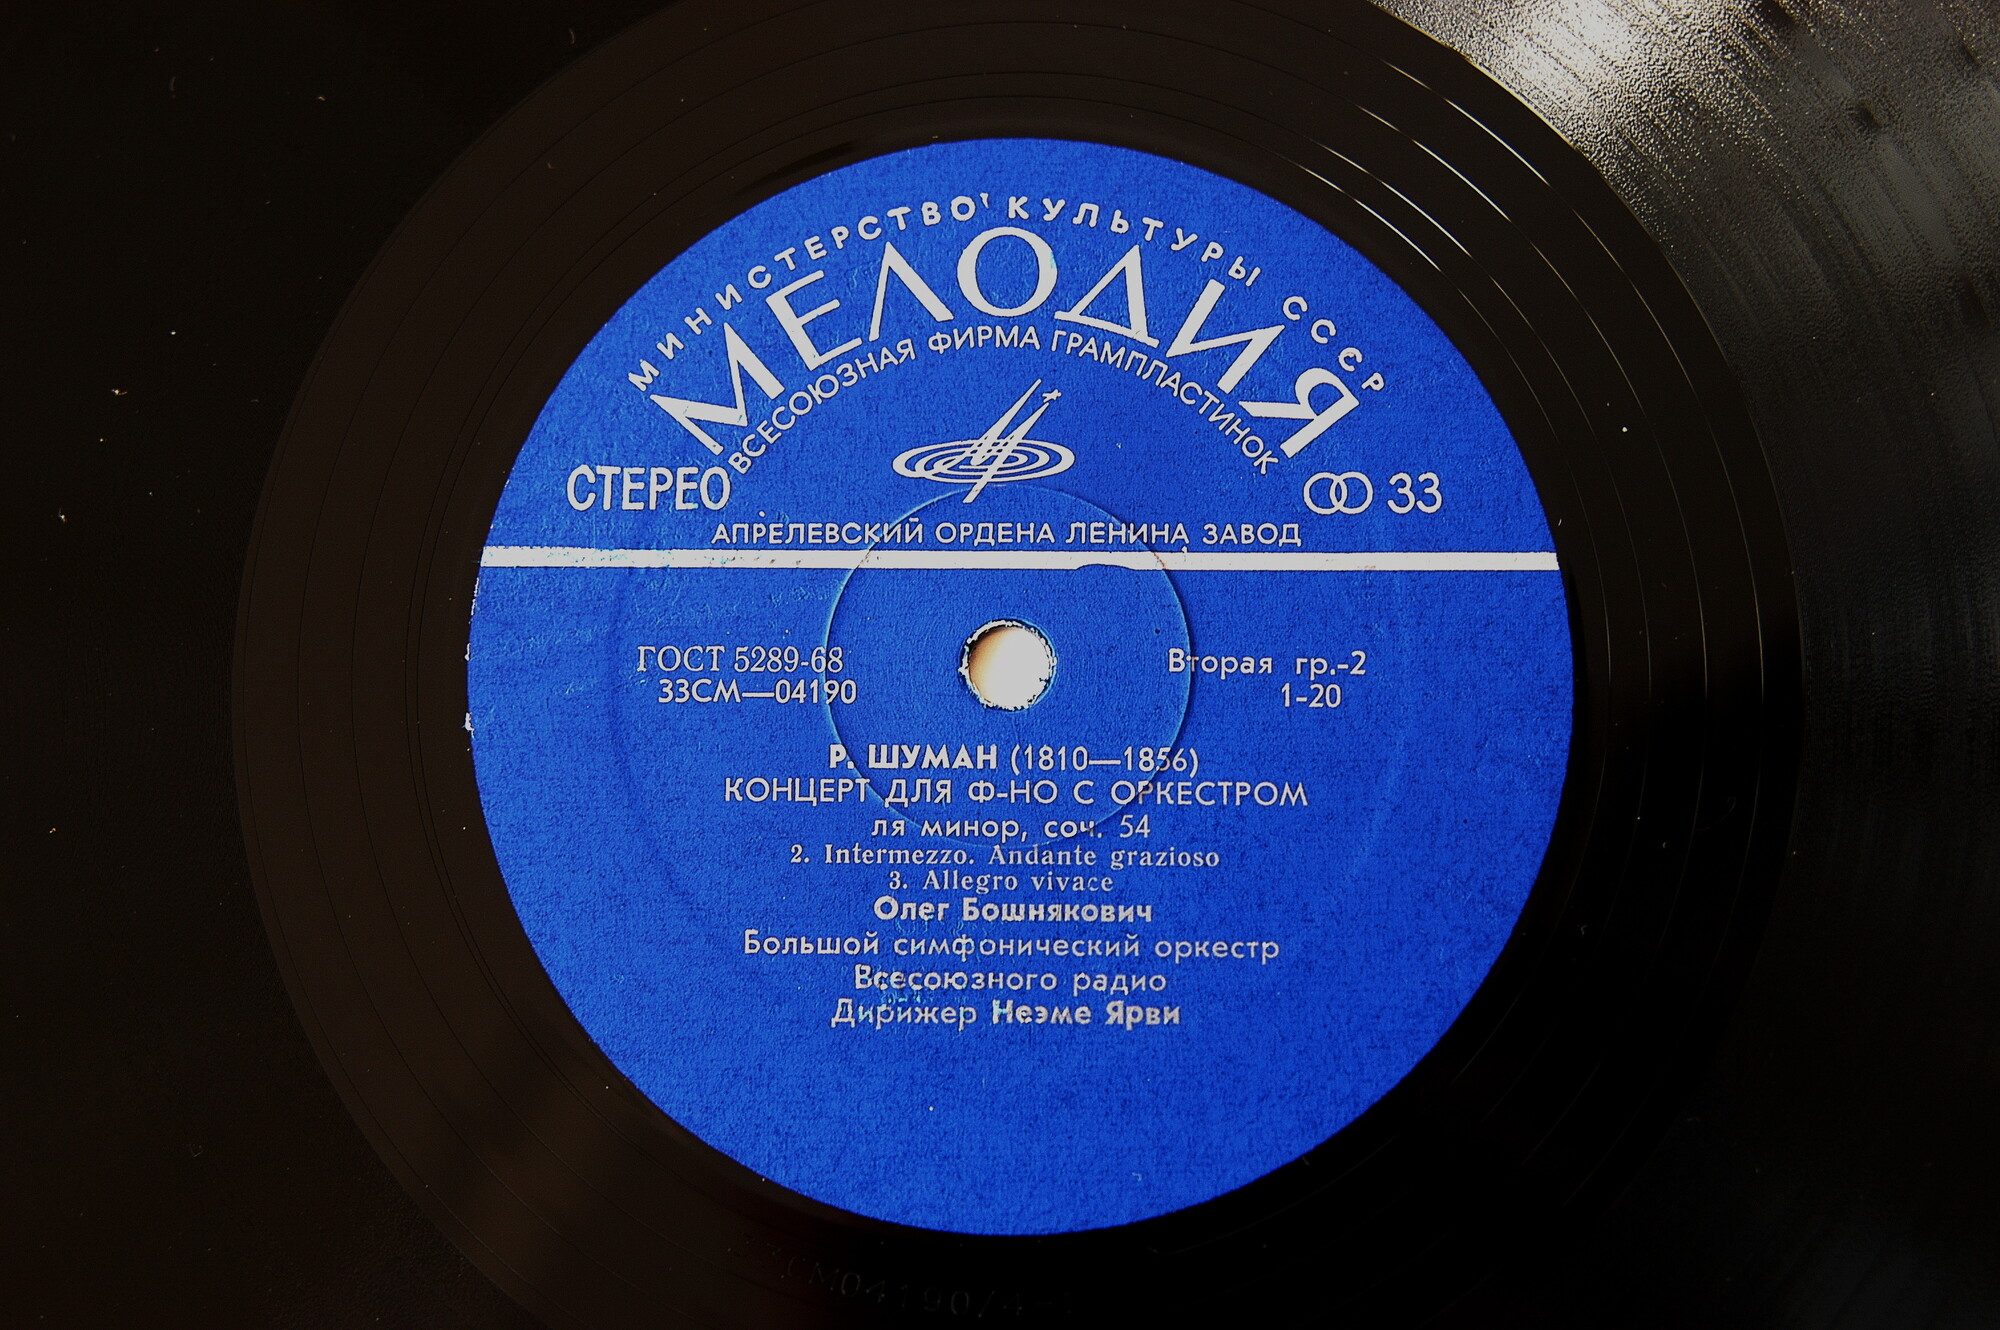 МИНИСТЕРСТВО КУЛЬТУРЫ СССР
МЕЛОДИЯ
ВСЕСОЮЗНАЯ ФИРМА ГРАМПЛАСТИНОК
СТЕРЕО
33
АПРЕЛЕВСКИЙ ОРДЕНА ЛЕНИНА ЗАВОД
ГОСТ 5289-68
33СМ—04190
Вторая гр.-2
1-20
Р. ШУМАН (1810—1856)
КОНЦЕРТ ДЛЯ Ф-НО С ОРКЕСТРОМ
ля минор, соч. 54
2. Intermezzo. Andante grazioso
3. Allegro vivace
Олег Бошнякович
Большой симфонический оркестр
Всесоюзного радио
Дирижер Неэме Ярви